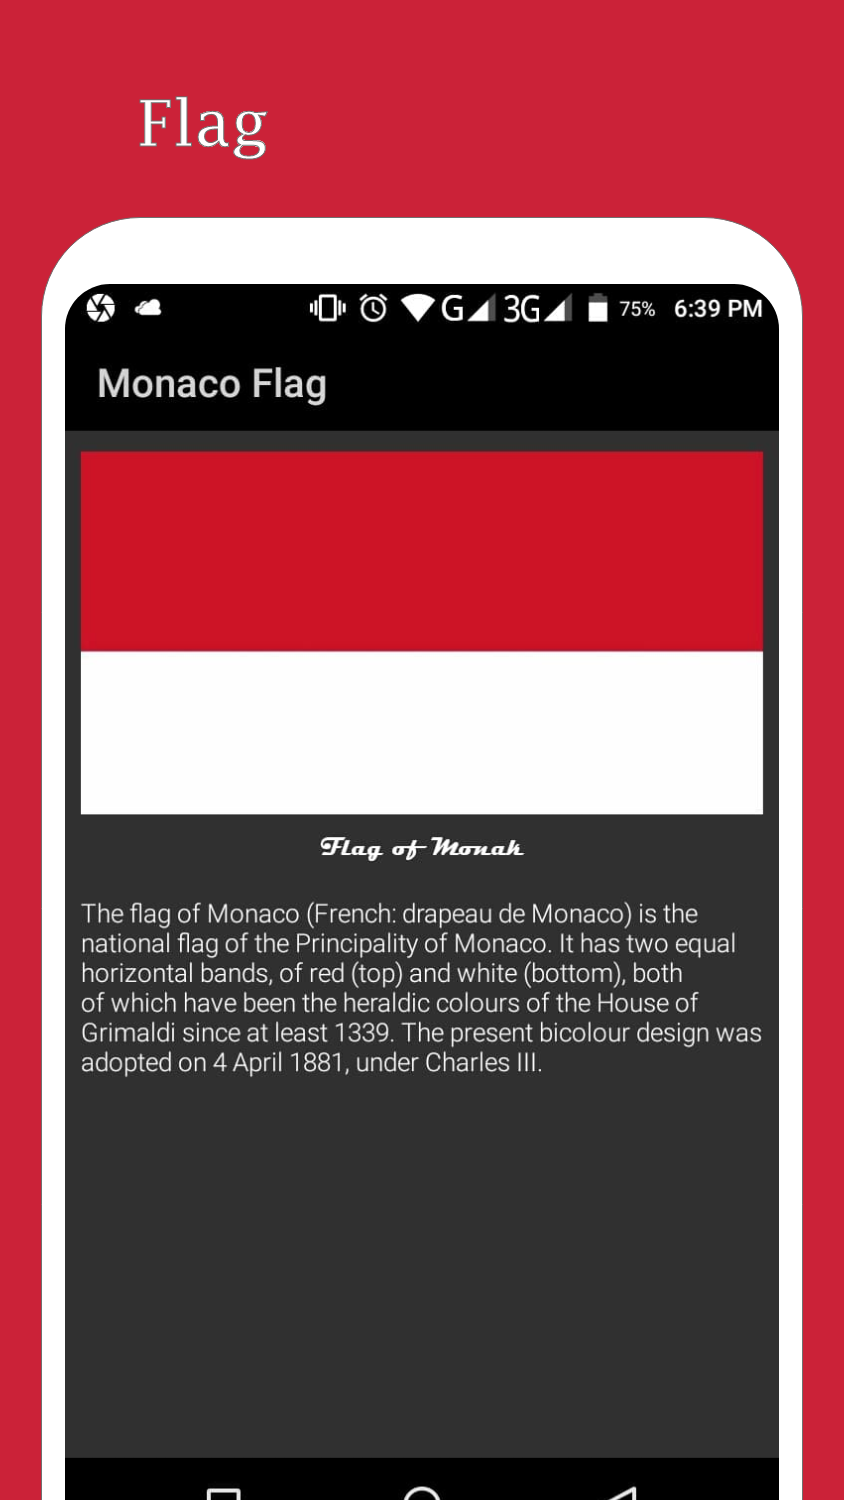 Flag
G 3G 75% 6:39 PM
Monaco Flag
Flag of Monak
The flag of Monaco (French: drapeau de Monaco) is the
national flag of the Principality of Monaco. It has two equal
horizontal bands, of red (top) and white (bottom), both
of which have been the heraldic colours of the House of
Grimaldi since at least 1339. The present bicolour design was
adopted on 4 April 1881, under Charles III.